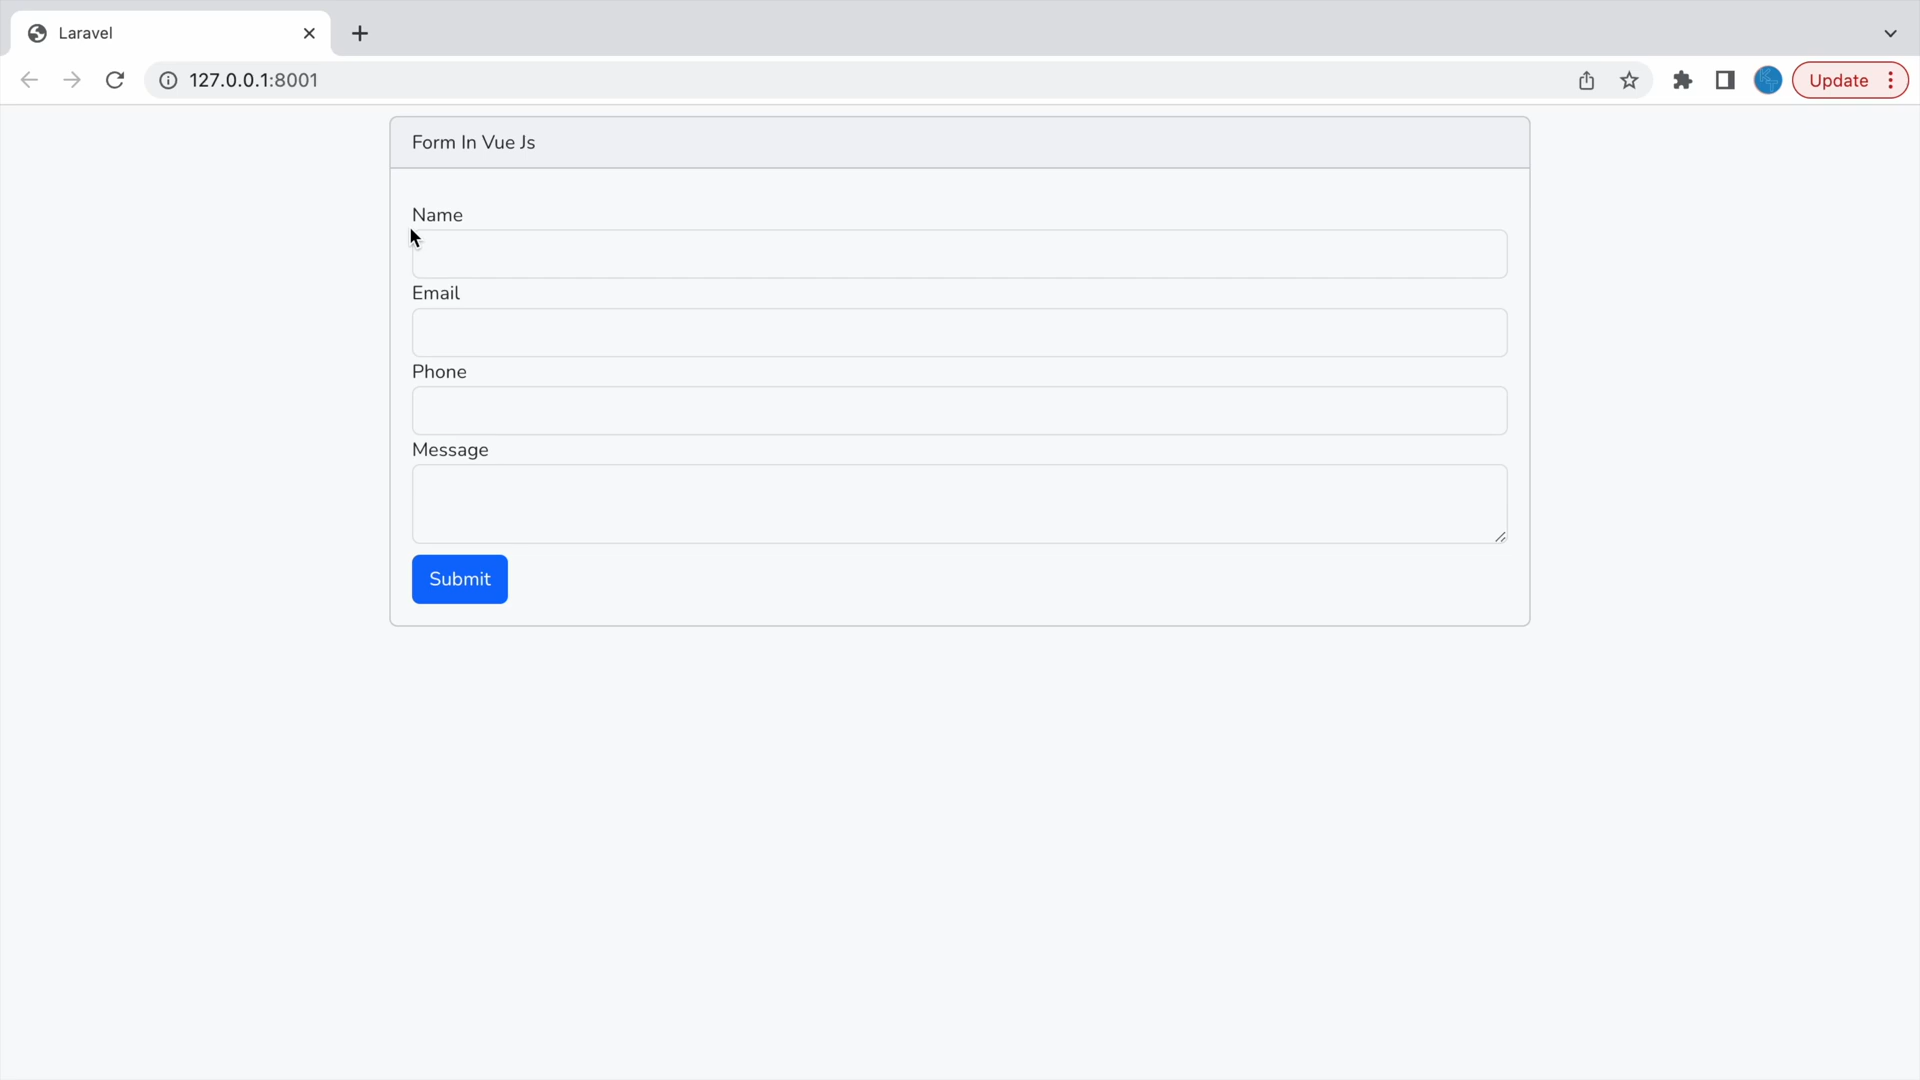 Laravel
127.0.0.1:8001
Update
Form In Vue Js
Name
Email
Phone
Message
Submit